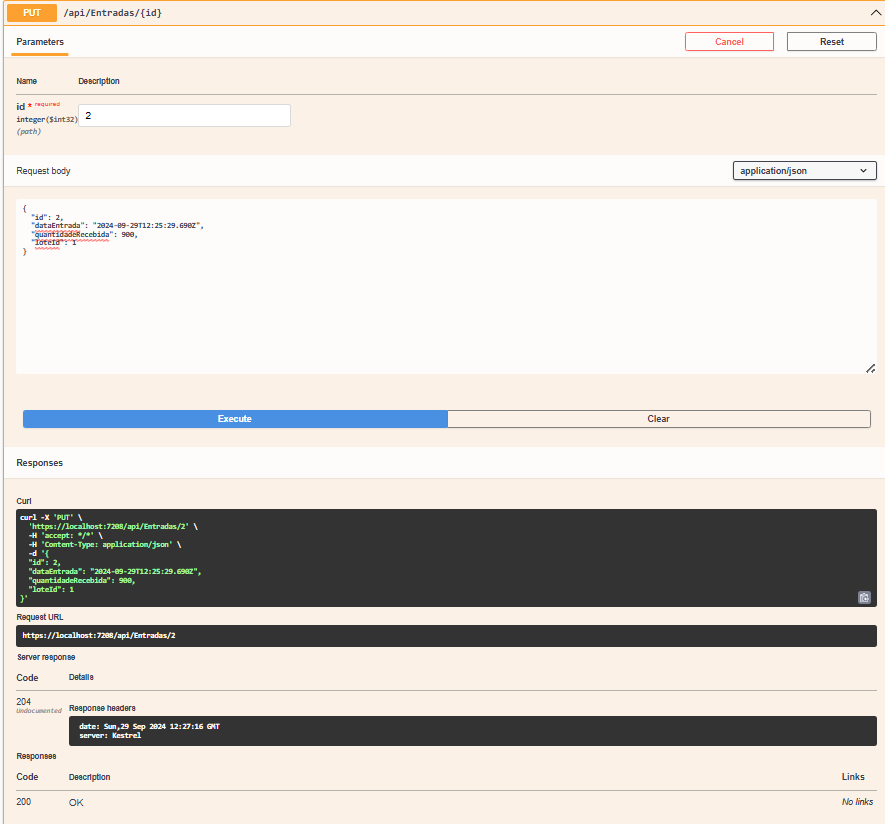 PUT /api/Entradas/{id}
Parameters
Cancel
Reset
Name Description
id * required
integer($int32)
(path)
2
Request body
application/json
{
"id": 2,
"dataEntrada": "2024-09-29T12:25:29.690Z",
"quantidadeRecebida": 900,
"loteId": 1
}
Execute
Clear
Responses
Curl
curl -X 'PUT' \
'https://localhost:7208/api/Entradas/2' \
-H 'accept: */*' \
-H 'Content-Type: application/json' \
-d '{
"id": 2,
"dataEntrada": "2024-09-29T12:25:29.690Z",
"quantidadeRecebida": 900,
"loteId": 1
}'
Request URL
https://localhost:7208/api/Entradas/2
Server response
Code Details
204
Undocumented
Response headers
date: Sun,29 Sep 2024 12:27:16 GMT
server: Kestrel
Responses
Code Description Links
200 OK No links